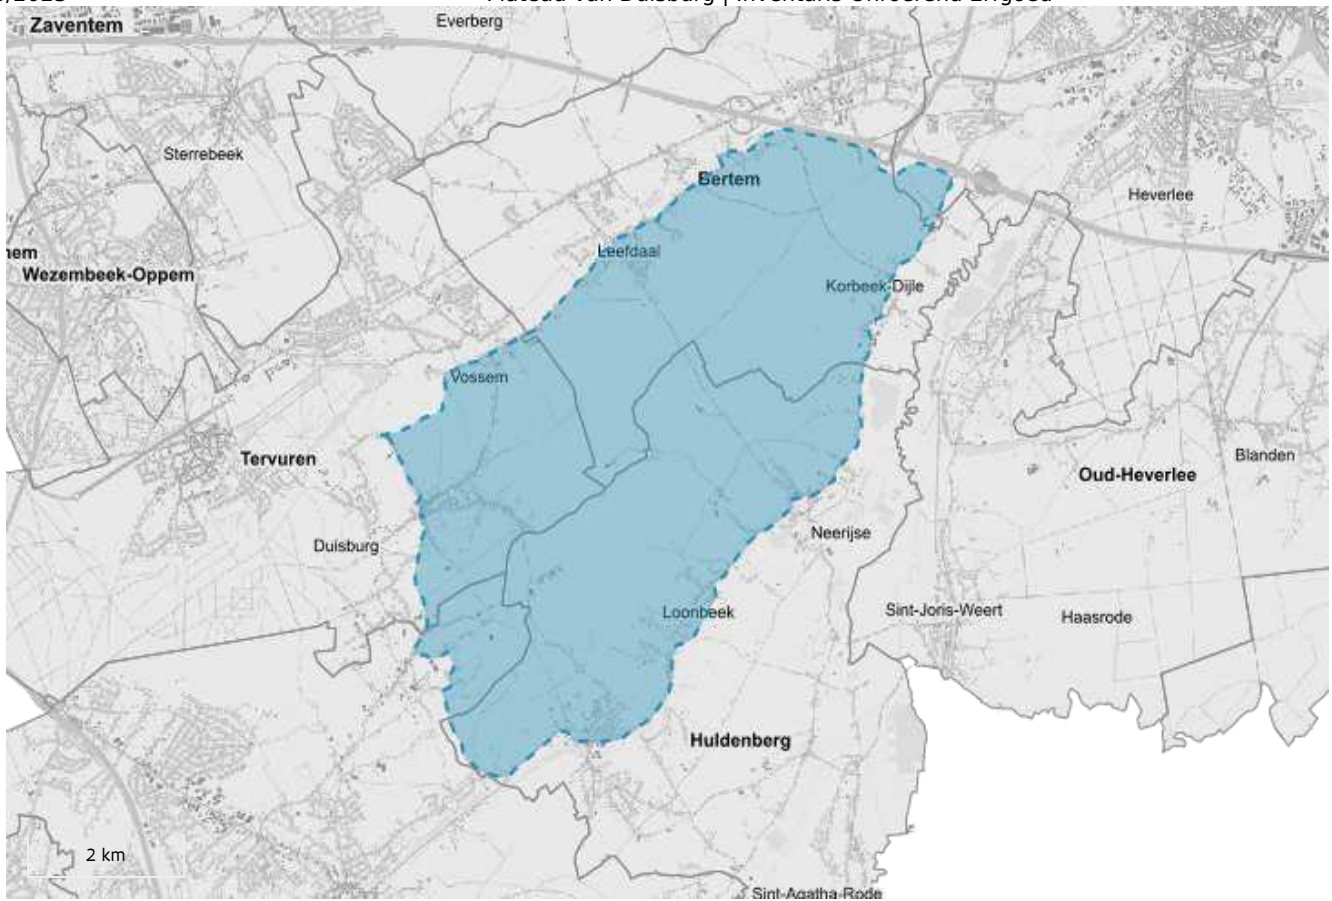 Plateau van Duisburg | Inventaris Onroerend Erfgoed
Zaventem
Everberg
Sterrebeek
Bertem
Heverlee
Leefdaal
Wezembeek-Oppem
Korbeek-Dijle
Vossem
Tervuren
Blanden
Oud-Heverlee
Neerijse
Duisburg
Loonbeek
Sint-Joris-Weert
Haasrode
Huldenberg
2 km
Sint-Agatha-Rode